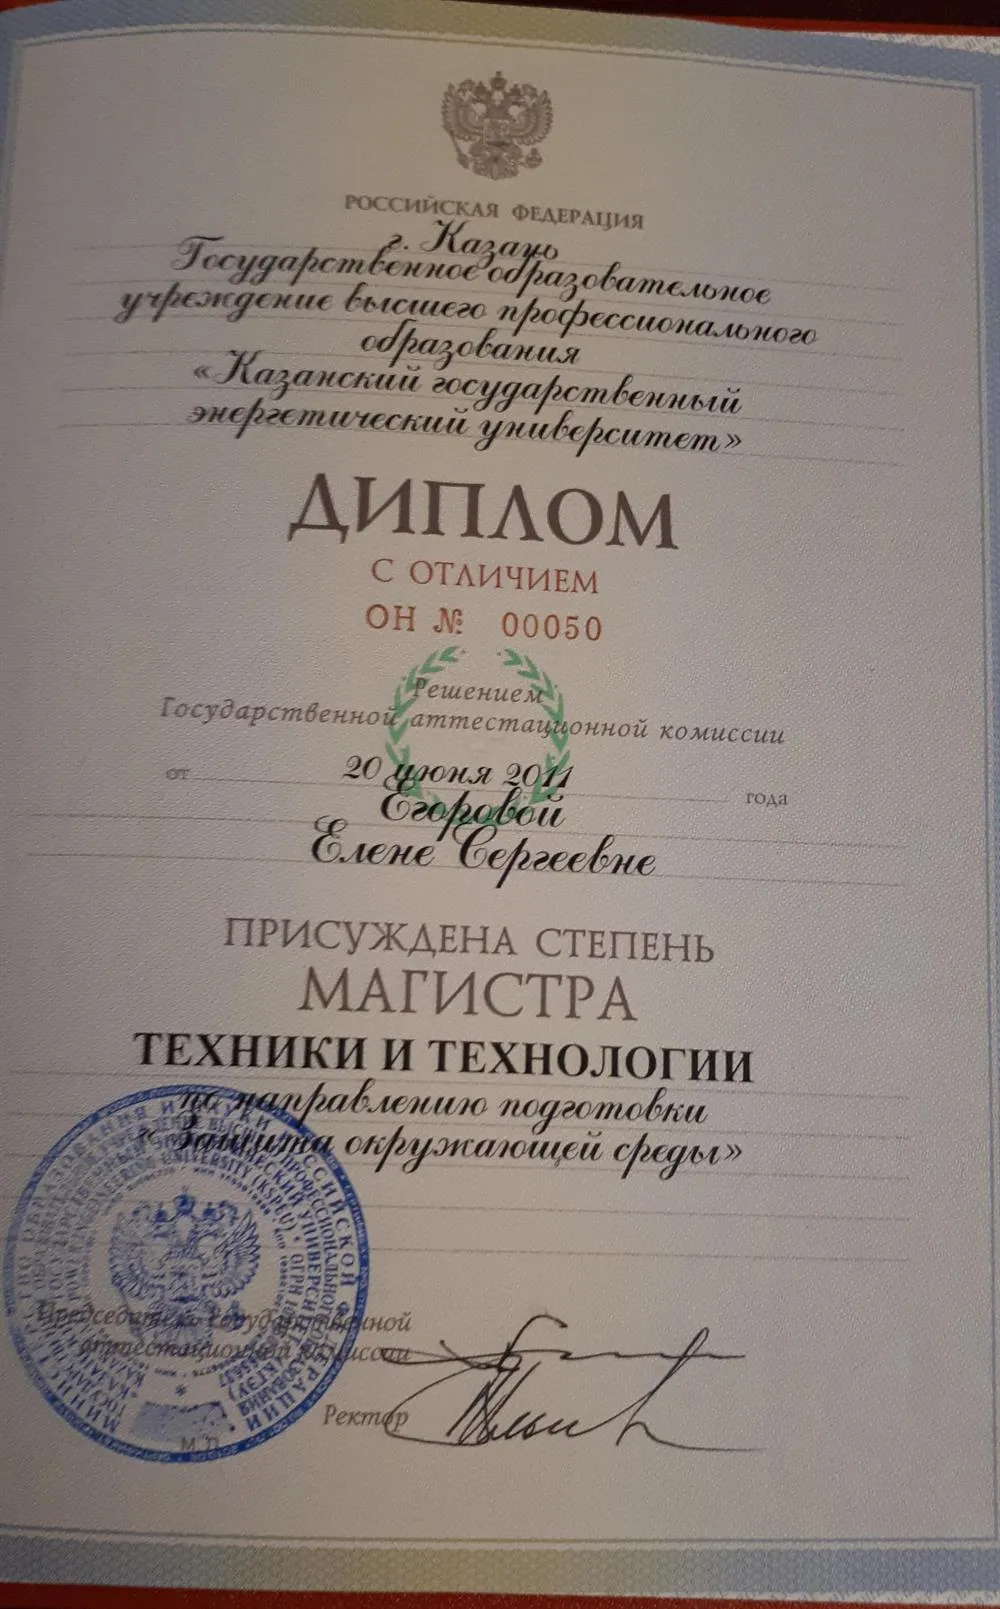 РОССИЙСКАЯ ФЕДЕРАЦИЯ
г. Казань
Государственное образовательное
учреждение высшего профессионального
образования
«Казанский государственный
энергетический университет»
ДИПЛОМ
С ОТЛИЧИЕМ
ОН № 00050
Решением
Государственной аттестационной комиссии
от 20 июня 2011 года
Егоровой
Елене Сергеевне
ПРИСУЖДЕНА СТЕПЕНЬ
МАГИСТРА
ТЕХНИКИ И ТЕХНОЛОГИИ
по направлению подготовки
«Защита окружающей среды»
Председатель Государственной
аттестационной комиссии
Ректор
М.П.